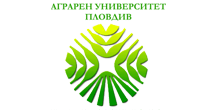 АГРАРЕН УНИВЕРСИТЕТ
ПЛОВДИВ